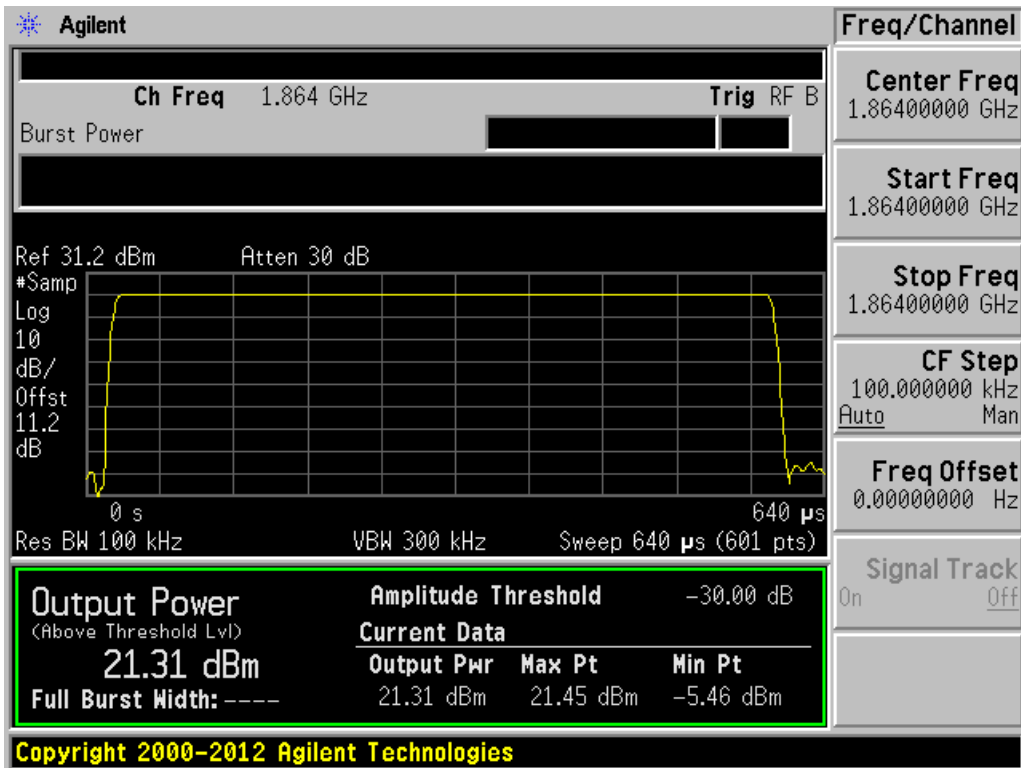 Agilent
Freq/Channel
Ch Freq 1.864 GHz Trig RF B
Burst Power
Center Freq
1.86400000 GHz
Start Freq
1.86400000 GHz
Stop Freq
1.86400000 GHz
CF Step
100.000000 kHz
Auto Man
Freq Offset
0.00000000 Hz
Signal Track
On Off
Ref 31.2 dBm Atten 30 dB
#Samp
Log
10
dB/
Offst
11.2
dB
0 s 640 µs
Res BW 100 kHz VBW 300 kHz Sweep 640 µs (601 pts)
Output Power
(Above Threshold Lvl)
21.31 dBm
Full Burst Width: ----
Amplitude Threshold -30.00 dB
Current Data
Output Pwr Max Pt Min Pt
21.31 dBm 21.45 dBm -5.46 dBm
Copyright 2000-2012 Agilent Technologies